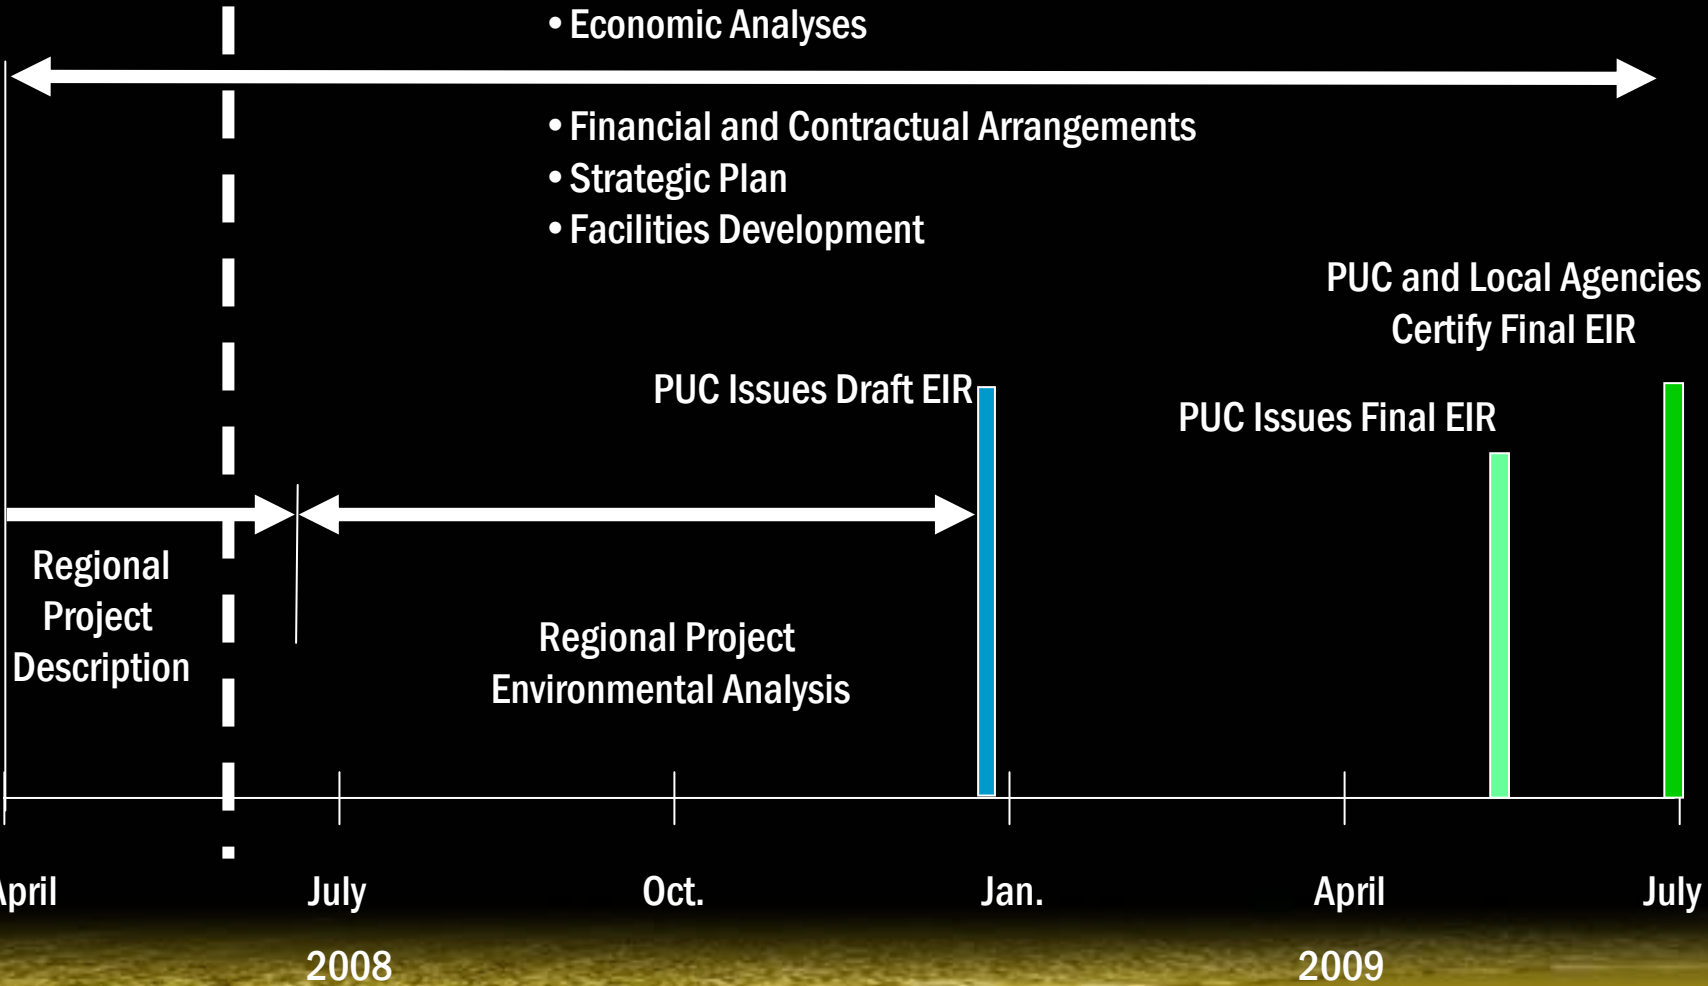 • Economic Analyses
• Financial and Contractual Arrangements
• Strategic Plan
• Facilities Development
PUC and Local Agencies
Certify Final EIR
PUC Issues Draft EIR
PUC Issues Final EIR
Regional
Project
Description
Regional Project
Environmental Analysis
April
July
Oct.
Jan.
April
July
2008
2009